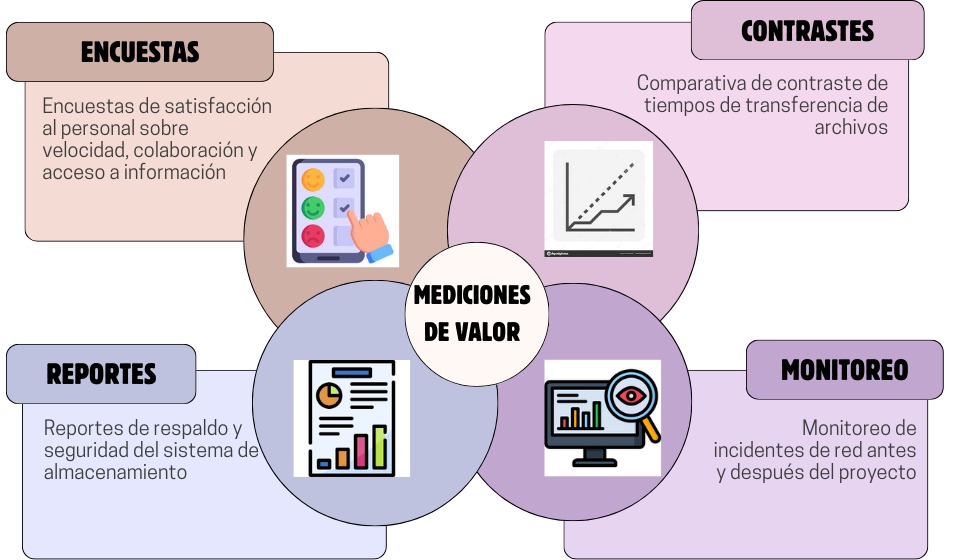 ENCUESTAS
Encuestas de satisfacción
al personal sobre
velocidad, colaboración y
acceso a información
CONTRASTES
Comparativa de contraste de
tiempos de transferencia de
archivos
MEDICIONES
DE VALOR
REPORTES
Reportes de respaldo y
seguridad del sistema de
almacenamiento
MONITOREO
Monitoreo de
incidentes de red antes
y después del proyecto